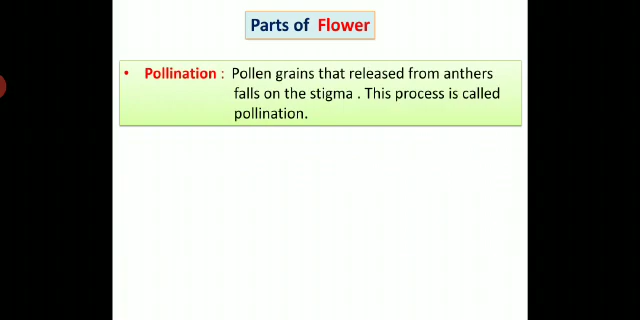 Parts of Flower
• Pollination : Pollen grains that released from anthers
falls on the stigma . This process is called
pollination.